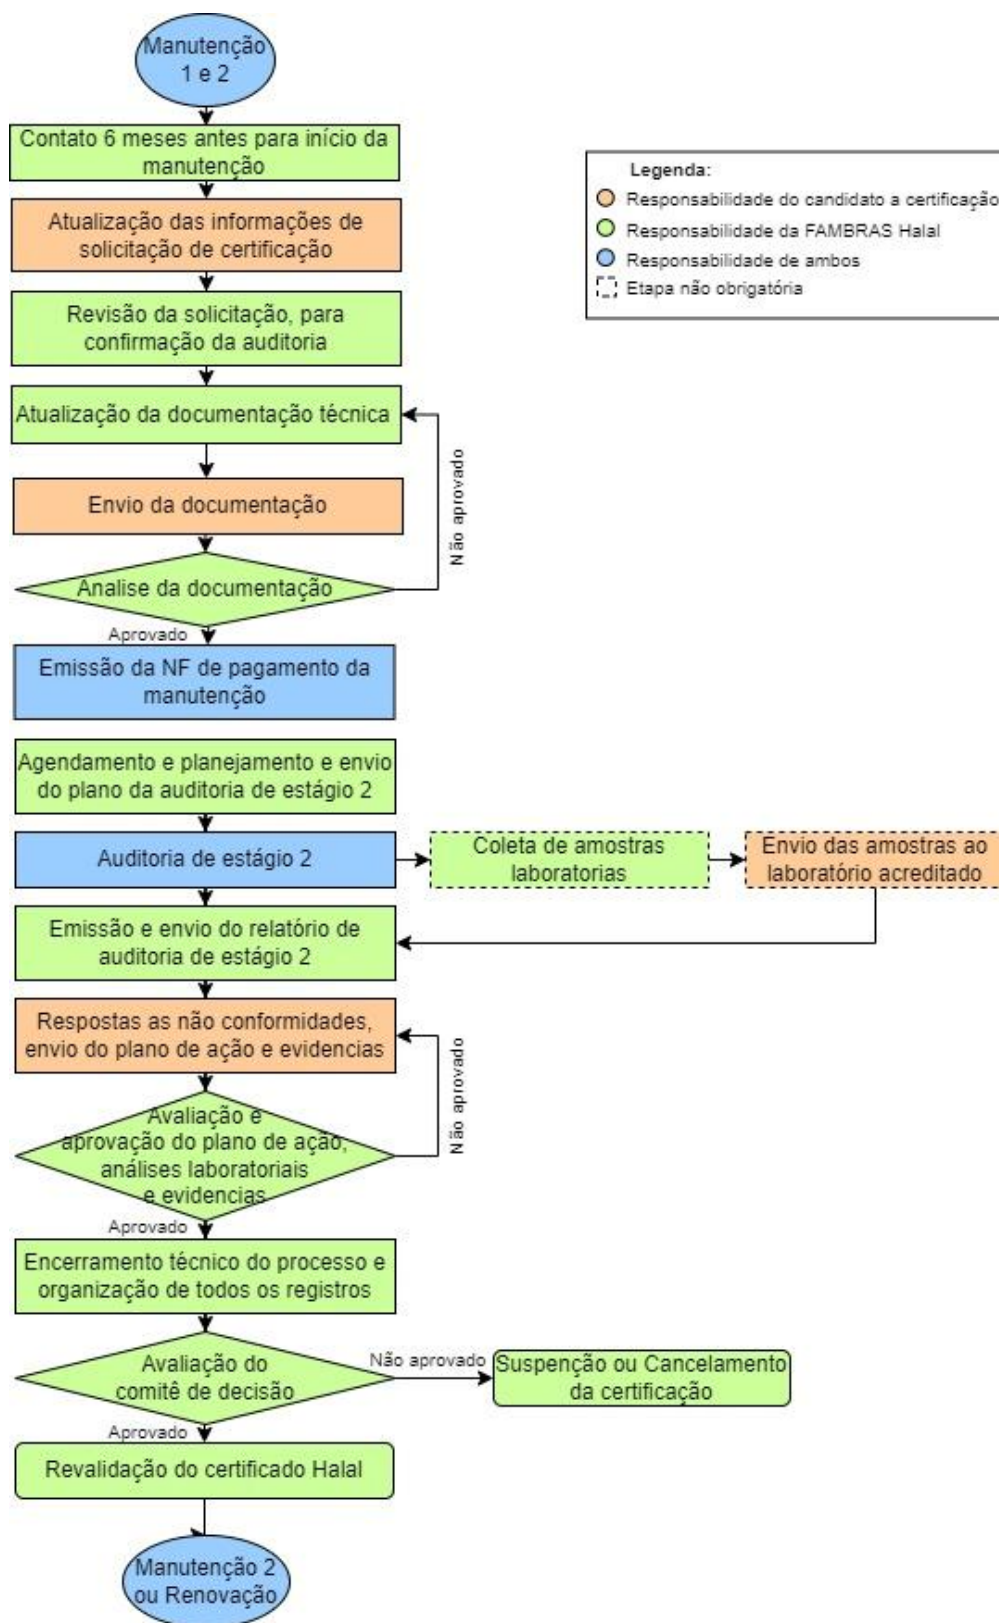 Manutenção
1 e 2
Contato 6 meses antes para início da
manutenção
Legenda:
Responsabilidade do candidato a certificação
Responsabilidade da FAMBRAS Halal
Responsabilidade de ambos
Etapa não obrigatória
Atualização das informações de
solicitação de certificação
Revisão da solicitação, para
confirmação da auditoria
Atualização da documentação técnica
Não aprovado
Envio da documentação
Analise da documentação
Aprovado
Emissão da NF de pagamento da
manutenção
Agendamento e planejamento e envio
do plano da auditoria de estágio 2
Auditoria de estágio 2
Coleta de amostras
laboratorias
Envio das amostras ao
laboratório acreditado
Emissão e envio do relatório de
auditoria de estágio 2
Respostas as não conformidades,
envio do plano de ação e evidencias
Não aprovado
Avaliação e
aprovação do plano de ação,
análises laboratoriais
e evidencias
Aprovado
Encerramento técnico do processo e
organização de todos os registros
Avaliação do
comitê de decisão
Não aprovado
Suspenção ou Cancelamento
da certificação
Aprovado
Revalidação do certificado Halal
Manutenção 2
ou Renovação